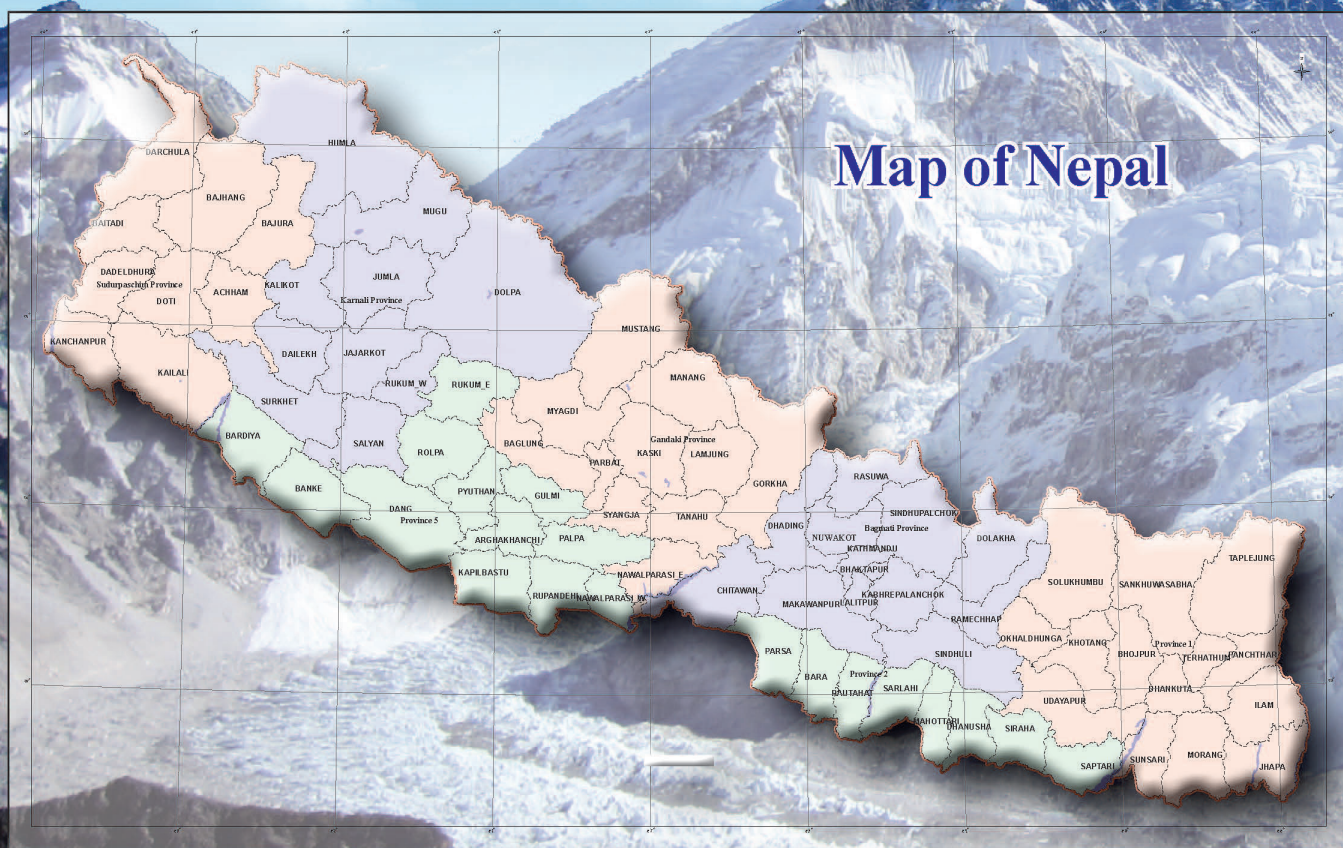 Map of Nepal
HUMLA
DARCHULA
BAJHANG
MUGU
BAITADI
BAJURA
DADELDHURA
JUMLA
Sudurpaschim Province
KALIKOT
ACHHAM
DOLPA
DOTI
Karnali Province
MUSTANG
KANCHANPUR
DAILEKH
JAJARKOT
KAILALI
MANANG
RUKUM_W
RUKUM_E
SURKHET
MYAGDI
BARDIYA
SALYAN
BAGLUNG
Gandaki Province
ROLPA
KASKI
LAMJUNG
PARBAT
RASUWA
BANKE
PYUTHAN
GULMI
GORKHA
DANG
SYANGJA
TANAHU
SINDHUPALCHOK
Province 5
DHADING
Bagmati Province
ARGHAKHANCHI
PALPA
NUWAKOT
DOLAKHA
KATHMANDU
TAPLEJUNG
KAPILBASTU
NAWALPARASI_E
BHAKTAPUR
SOLUKHUMBU
SANKHUWASABHA
CHITAWAN
RUPANDEHI
NAWALPARASI_W
MAKAWANPUR
LALITPUR
KABHREPALANCHOK
RAMECHHAP
OKHALDHUNGA
KHOTANG
Province 1
PARSA
SINDHULI
BHOJPUR
TERHATHUM
PANCHTHAR
BARA
Province 2
RAUTAHAT
SARLAHI
DHANKUTA
UDAYAPUR
ILAM
MAHOTTARI
DHANUSHA
SIRAHA
SAPTARI
SUNSARI
MORANG
JHAPA